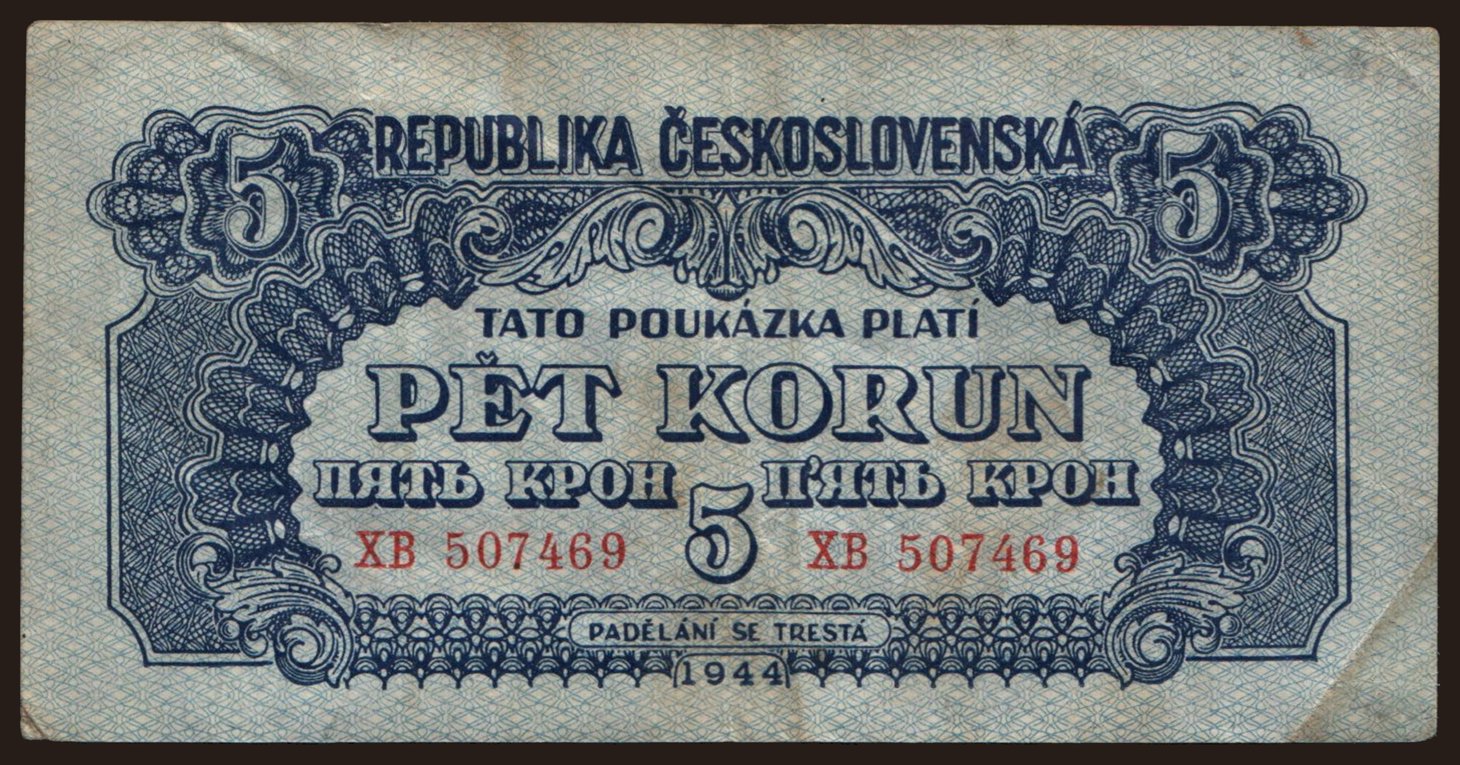 5 REPUBLIKA ČESKOSLOVENSKÁ 5
TATO POUKÁZKA PLATÍ
PĚT KORUN
ПЯТЬ КРОН П'ЯТЬ КРОН
5
XB 507469 XB 507469
PADĚLÁNÍ SE TRESTÁ
1944